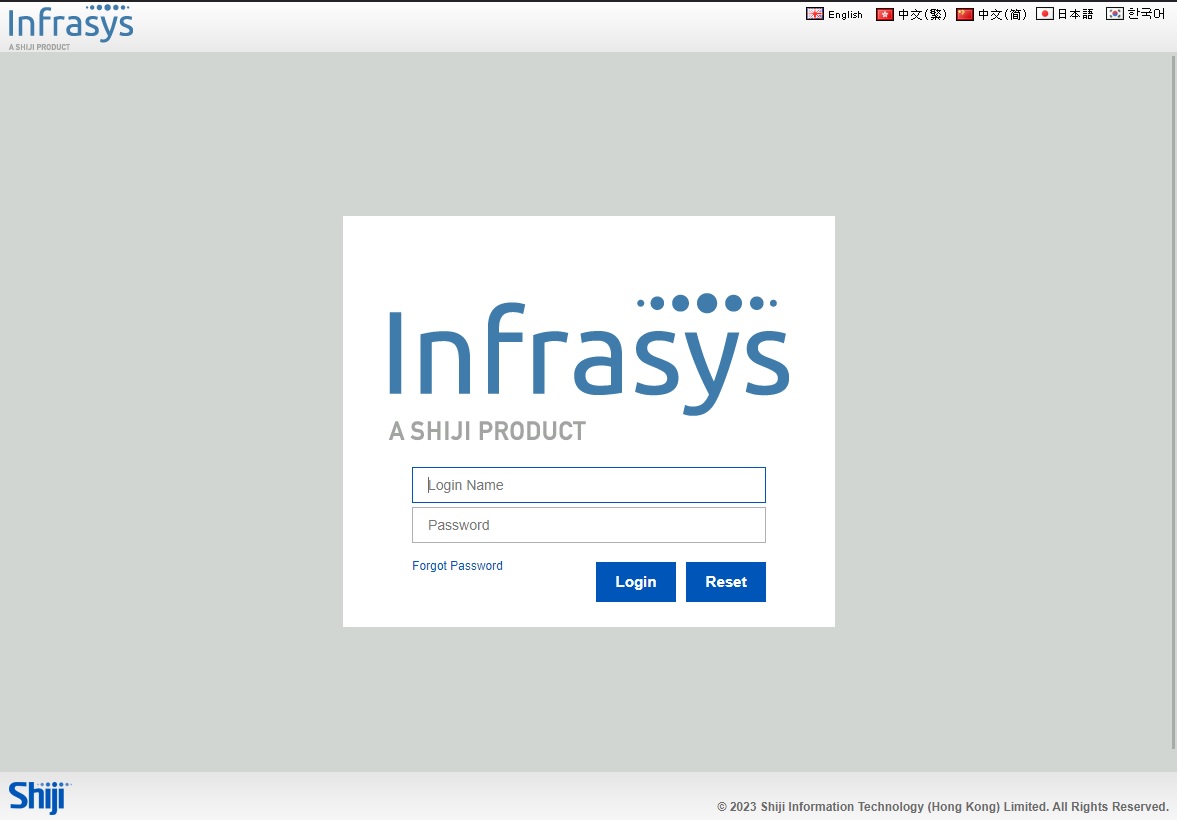 Infrasys
A SHIJI PRODUCT
English 中文(繁) 中文(简) 日本語 한국어
Infrasys
A SHIJI PRODUCT
Login Name
Password
Forgot Password
Login Reset
Shiji
© 2023 Shiji Information Technology (Hong Kong) Limited. All Rights Reserved.